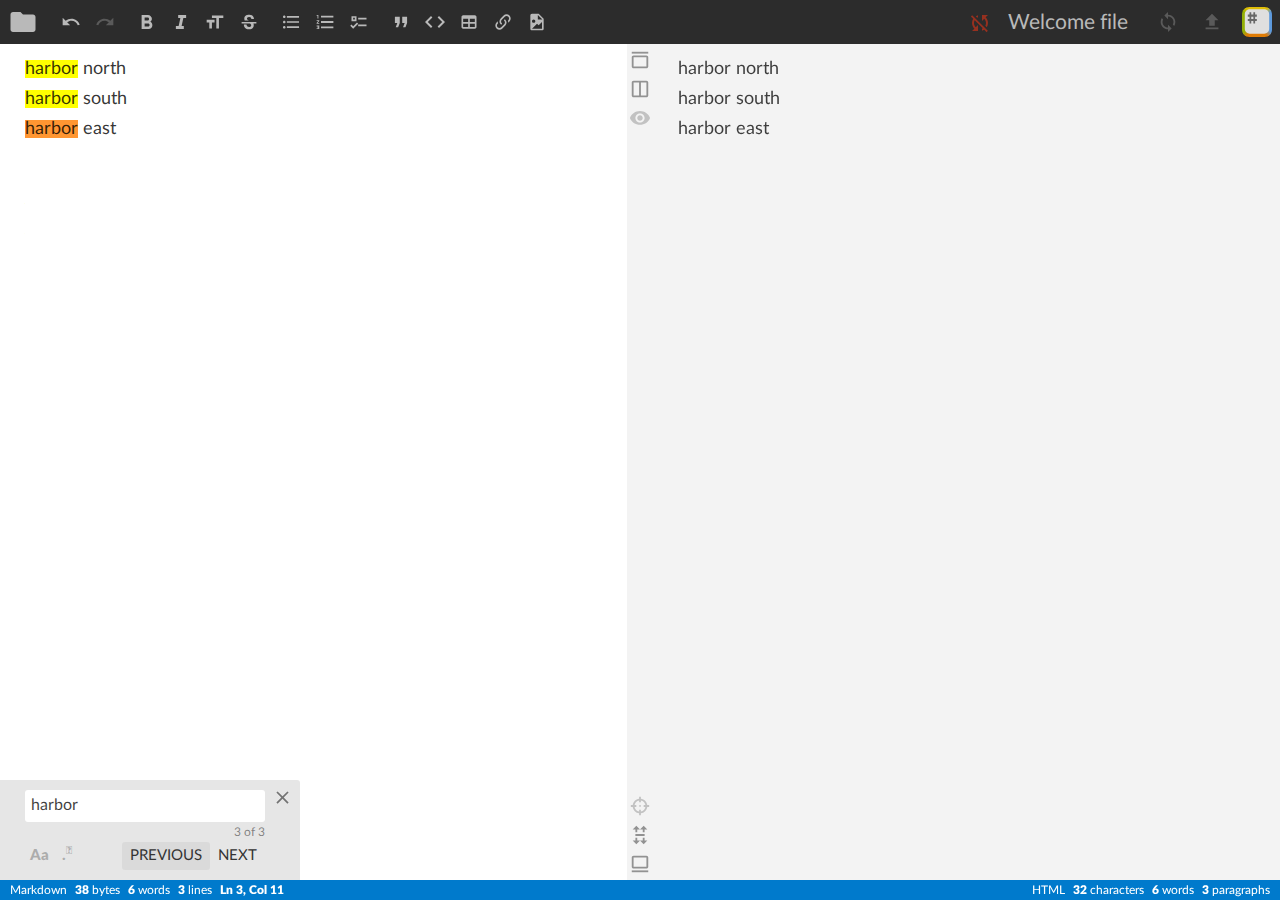 Welcome file
harbor north
harbor south
harbor east
harbor north
harbor south
harbor east
harbor
3 of 3
Aa .?
PREVIOUS NEXT
Markdown 38 bytes 6 words 3 lines Ln 3, Col 11
HTML 32 characters 6 words 3 paragraphs